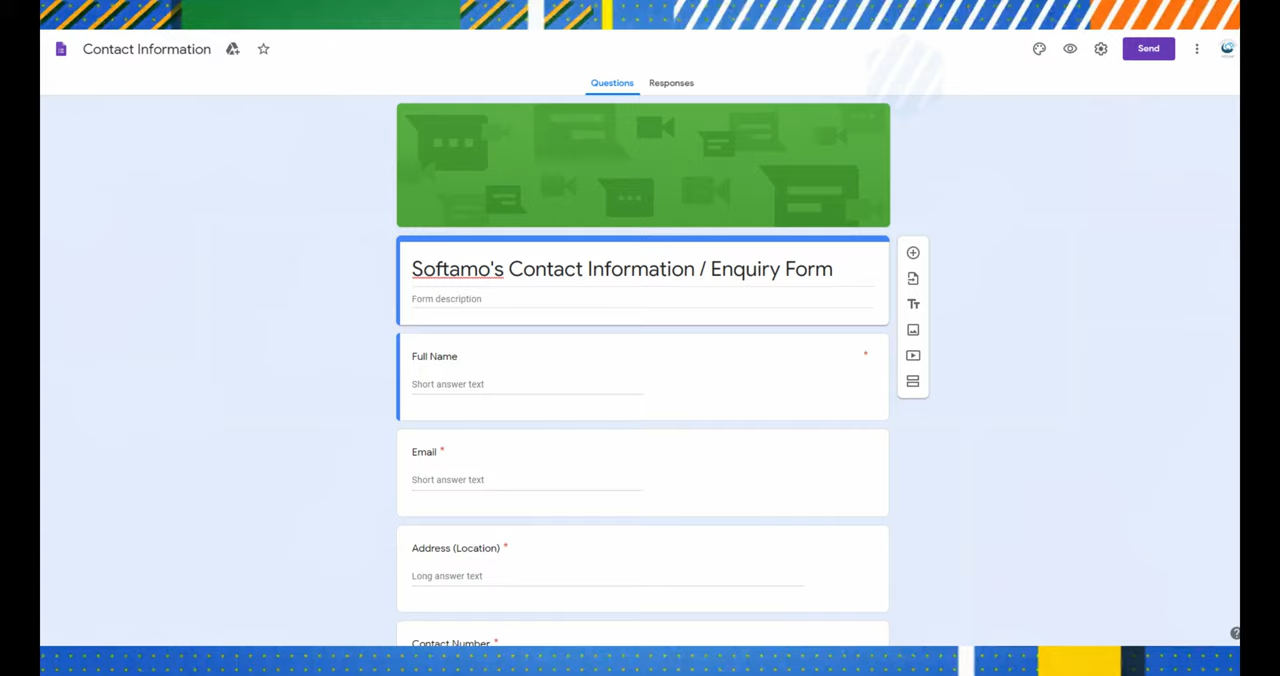 Contact Information
Send
Questions
Responses
Softamo's Contact Information / Enquiry Form
Form description
Full Name *
Short answer text
Tт
Email *
Short answer text
Address (Location) *
Long answer text
Contact Number *